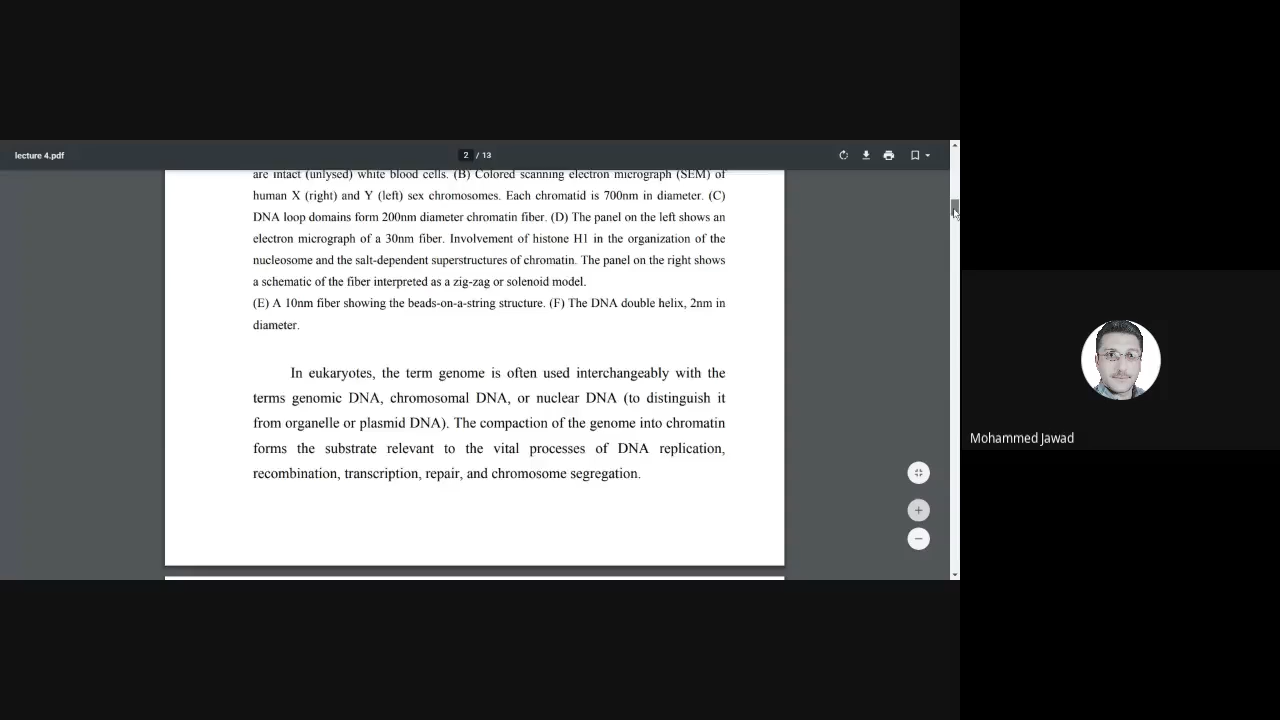 lecture 4.pdf
2 / 13
are intact (unlysed) white blood cells. (B) Colored scanning electron micrograph (SEM) of
human X (right) and Y (left) sex chromosomes. Each chromatid is 700nm in diameter. (C)
DNA loop domains form 200nm diameter chromatin fiber. (D) The panel on the left shows an
electron micrograph of a 30nm fiber. Involvement of histone H1 in the organization of the
nucleosome and the salt-dependent superstructures of chromatin. The panel on the right shows
a schematic of the fiber interpreted as a zig-zag or solenoid model.
(E) A 10nm fiber showing the beads-on-a-string structure. (F) The DNA double helix, 2nm in
diameter.
In eukaryotes, the term genome is often used interchangeably with the
terms genomic DNA, chromosomal DNA, or nuclear DNA (to distinguish it
from organelle or plasmid DNA). The compaction of the genome into chromatin
forms the substrate relevant to the vital processes of DNA replication,
recombination, transcription, repair, and chromosome segregation.
Mohammed Jawad